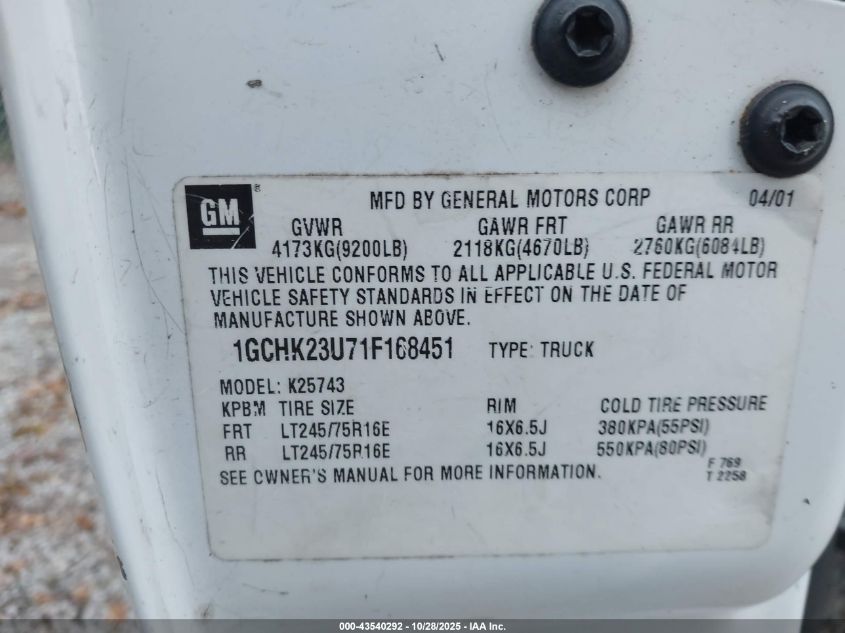 GM ®
MFD BY GENERAL MOTORS CORP 04/01
GVWR GAWR FRT GAWR RR
4173KG(9200LB) 2118KG(4670LB) 2760KG(6084LB)
THIS VEHICLE CONFORMS TO ALL APPLICABLE U.S. FEDERAL MOTOR
VEHICLE SAFETY STANDARDS IN EFFECT ON THE DATE OF
MANUFACTURE SHOWN ABOVE.
1GCHK23U71F168451 TYPE: TRUCK
MODEL: K25743
KPBM TIRE SIZE RIM COLD TIRE PRESSURE
FRT LT245/75R16E 16X6.5J 380KPA(55PSI)
RR LT245/75R16E 16X6.5J 550KPA(80PSI)
SEE OWNER'S MANUAL FOR MORE INFORMATION.
F 769
T 2258
000-43540292 | 10/28/2025 | IAA Inc.